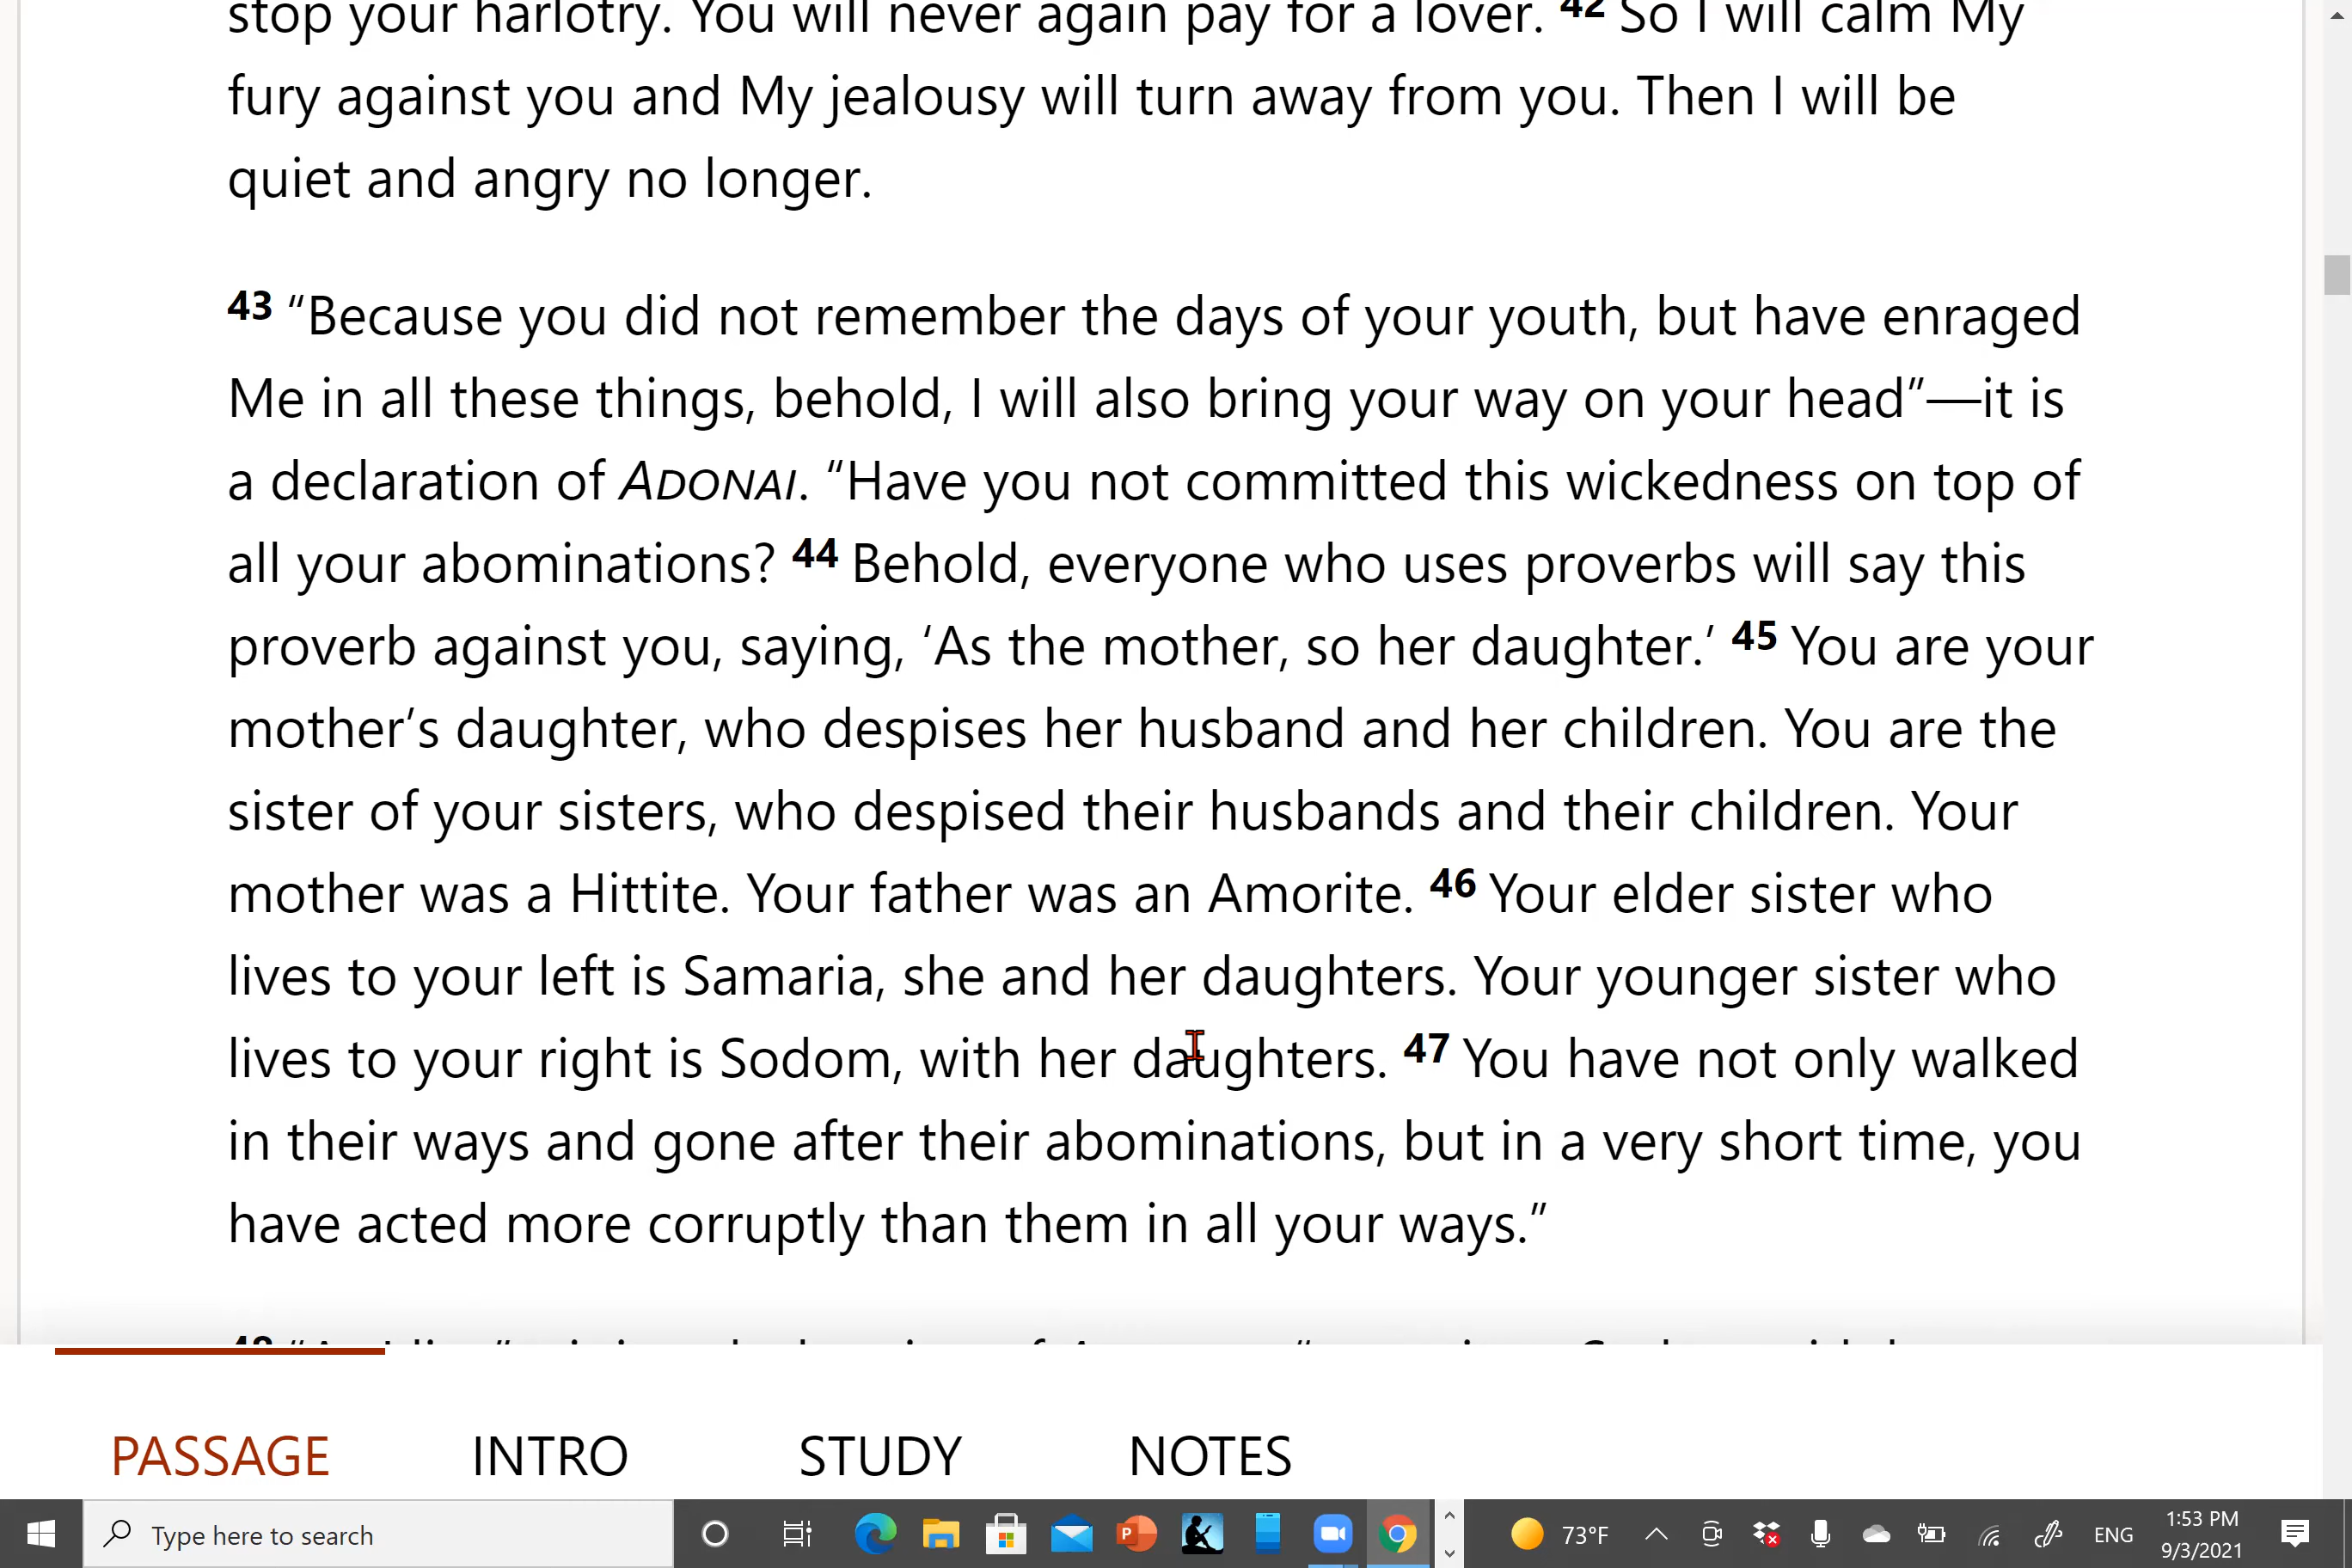 stop your harlotry. You will never again pay for a lover. 42 So I will calm My
fury against you and My jealousy will turn away from you. Then I will be
quiet and angry no longer.
43 “Because you did not remember the days of your youth, but have enraged
Me in all these things, behold, I will also bring your way on your head”—it is
a declaration of ADONAI. “Have you not committed this wickedness on top of
all your abominations? 44 Behold, everyone who uses proverbs will say this
proverb against you, saying, ‘As the mother, so her daughter.’ 45 You are your
mother’s daughter, who despises her husband and her children. You are the
sister of your sisters, who despised their husbands and their children. Your
mother was a Hittite. Your father was an Amorite. 46 Your elder sister who
lives to your left is Samaria, she and her daughters. Your younger sister who
lives to your right is Sodom, with her daughters. 47 You have not only walked
in their ways and gone after their abominations, but in a very short time, you
have acted more corruptly than them in all your ways.”
PASSAGE INTRO STUDY NOTES
Type here to search
P
73°F
ENG
1:53 PM
9/3/2021